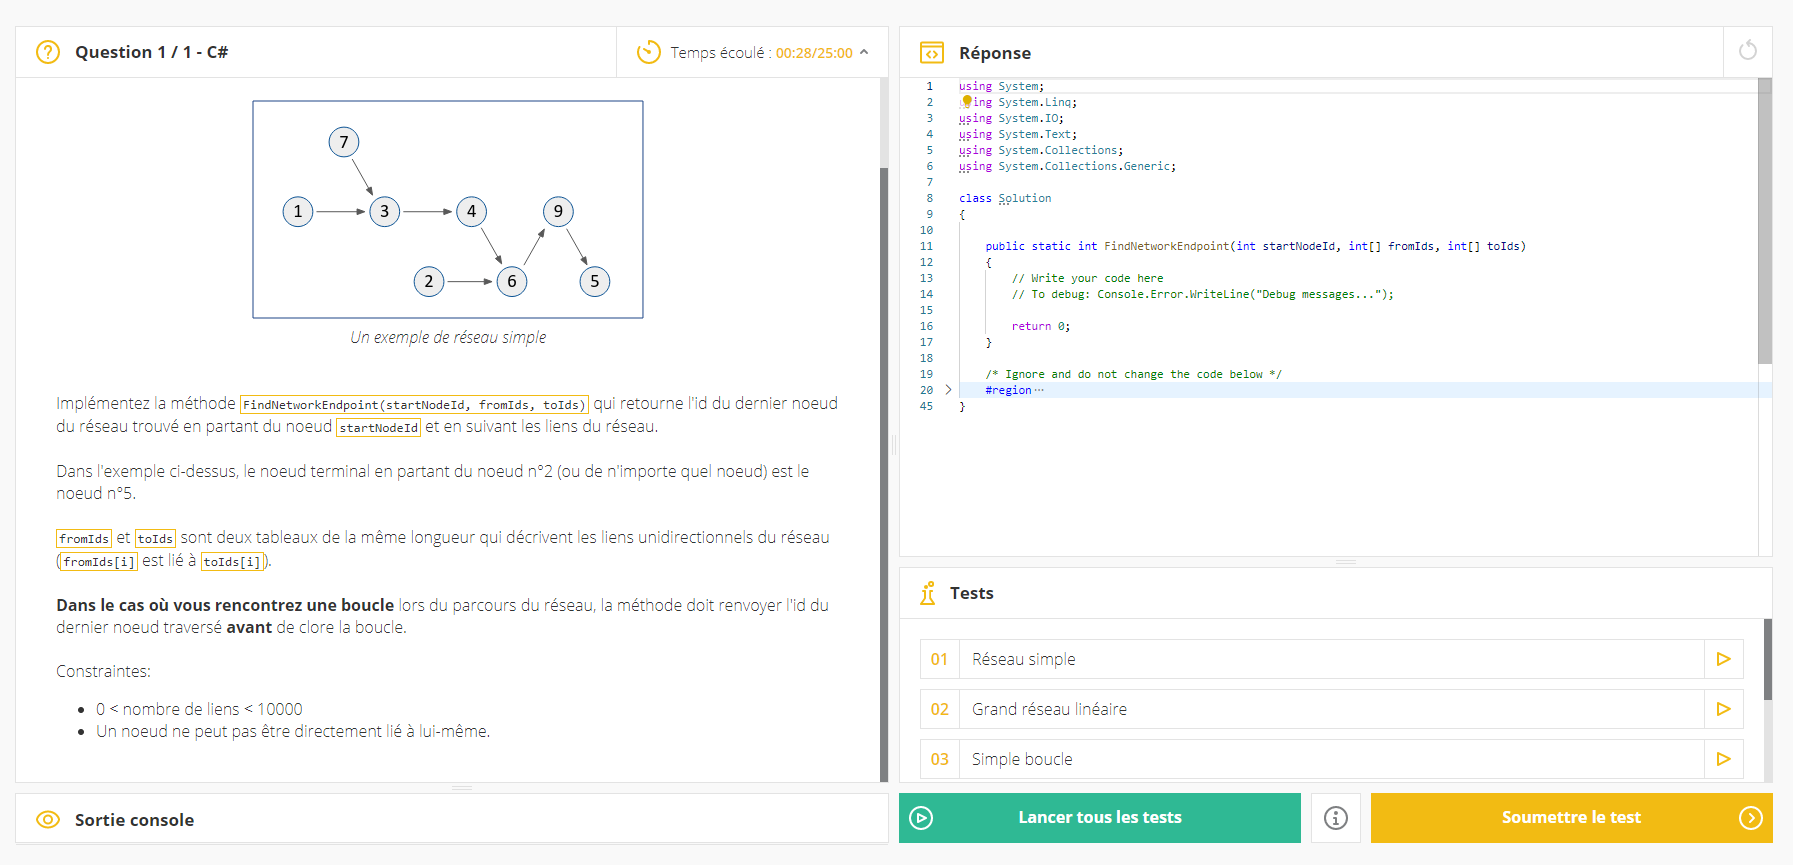 Question 1 / 1 - C#
Temps écoulé : 00:28/25:00
7
1
3
4
9
2
6
5
Un exemple de réseau simple
Implémentez la méthode FindNetworkEndpoint(startNodeId, fromIds, toIds) qui retourne l'id du dernier noeud
du réseau trouvé en partant du noeud startNodeId et en suivant les liens du réseau.
Dans l'exemple ci-dessus, le noeud terminal en partant du noeud n°2 (ou de n'importe quel noeud) est le
noeud n°5.
fromIds et toIds sont deux tableaux de la même longueur qui décrivent les liens unidirectionnels du réseau
(fromIds[i] est lié à toIds[i]).
Dans le cas où vous rencontrez une boucle lors du parcours du réseau, la méthode doit renvoyer l'id du
dernier noeud traversé avant de clore la boucle.
Constraintes:
• 0 < nombre de liens < 10000
• Un noeud ne peut pas être directement lié à lui-même.
Sortie console
Réponse
1 using System;
2 using System.Linq;
3 using System.IO;
4 using System.Text;
5 using System.Collections;
6 using System.Collections.Generic;
7
8 class Solution
9 {
10
11 public static int FindNetworkEndpoint(int startNodeId, int[] fromIds, int[] toIds)
12 {
13 // Write your code here
14 // To debug: Console.Error.WriteLine("Debug messages...");
15
16 return 0;
17 }
18
19 /* Ignore and do not change the code below */
20 #region ...
45 }
Tests
01 Réseau simple
02 Grand réseau linéaire
03 Simple boucle
Lancer tous les tests
Soumettre le test